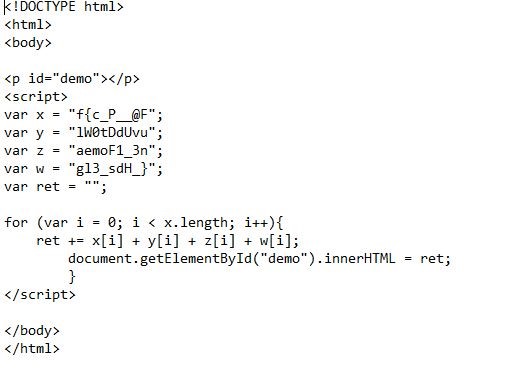 <!DOCTYPE html>
<html>
<body>
<p id="demo"></p>
<script>
var x = "f{c_P__@F";
var y = "lW0tDdUvu";
var z = "aemoF1_3n";
var w = "gl3_sdH_}";
var ret = "";
for (var i = 0; i < x.length; i++){
ret += x[i] + y[i] + z[i] + w[i];
document.getElementById("demo").innerHTML = ret;
}
</script>
</body>
</html>